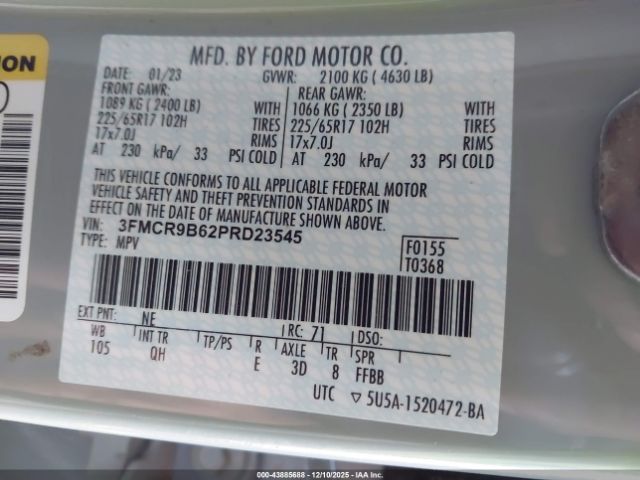 ION
MFD. BY FORD MOTOR CO.
DATE: 01/23 GVWR: 2100 KG ( 4630 LB)
FRONT GAWR: REAR GAWR:
1089 KG ( 2400 LB) WITH 1066 KG ( 2350 LB) WITH
225/65R17 102H TIRES 225/65R17 102H TIRES
17x7.0J RIMS 17x7.0J RIMS
AT 230 kPa/ 33 PSI COLD AT 230 kPa/ 33 PSI COLD
THIS VEHICLE CONFORMS TO ALL APPLICABLE FEDERAL MOTOR
VEHICLE SAFETY AND THEFT PREVENTION STANDARDS IN
EFFECT ON THE DATE OF MANUFACTURE SHOWN ABOVE.
VIN: 3FMCR9B62PRD23545
TYPE: MPV
F0155
T0368
EXT PNT: NE RC: 71 DSO:
WB INT TR TP/PS R AXLE TR SPR
105 QH E 3D 8 FFBB
UTC ▽ 5U5A-1520472-BA
© IAA - 43885688 - 12/10/2025 - IAAI.COM